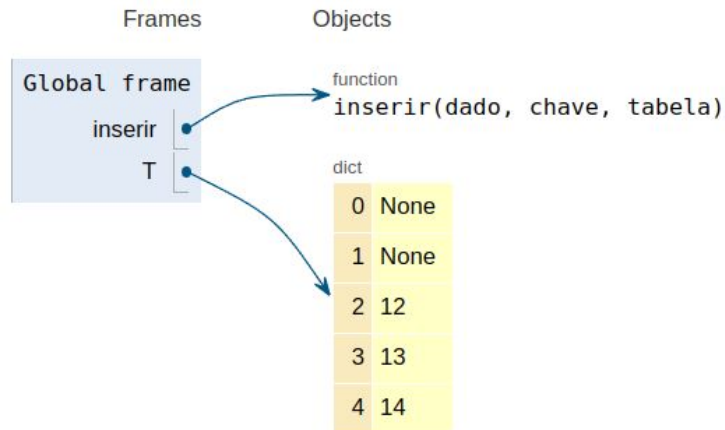 Frames Objects
Global frame
inserir
T
function
inserir(dado, chave, tabela)
dict
0 None
1 None
2 12
3 13
4 14